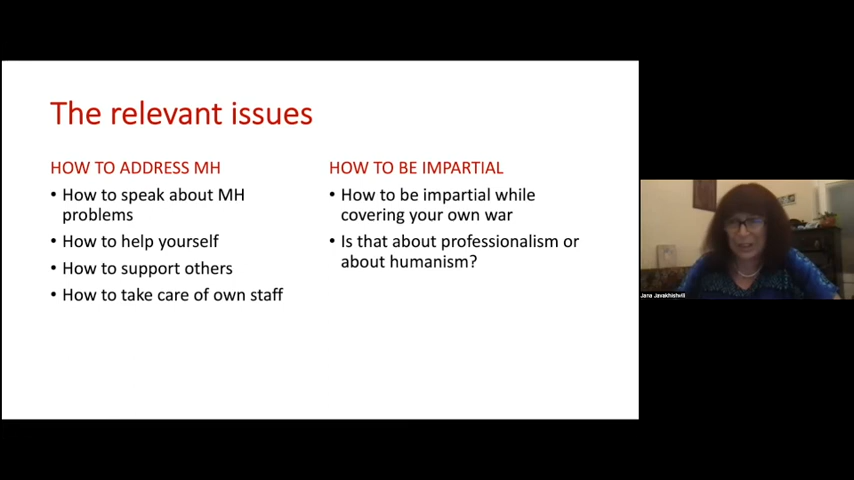 The relevant issues
HOW TO ADDRESS MH
• How to speak about MH
problems
• How to help yourself
• How to support others
• How to take care of own staff
HOW TO BE IMPARTIAL
• How to be impartial while
covering your own war
• Is that about professionalism or
about humanism?
Jana Javakhishvili